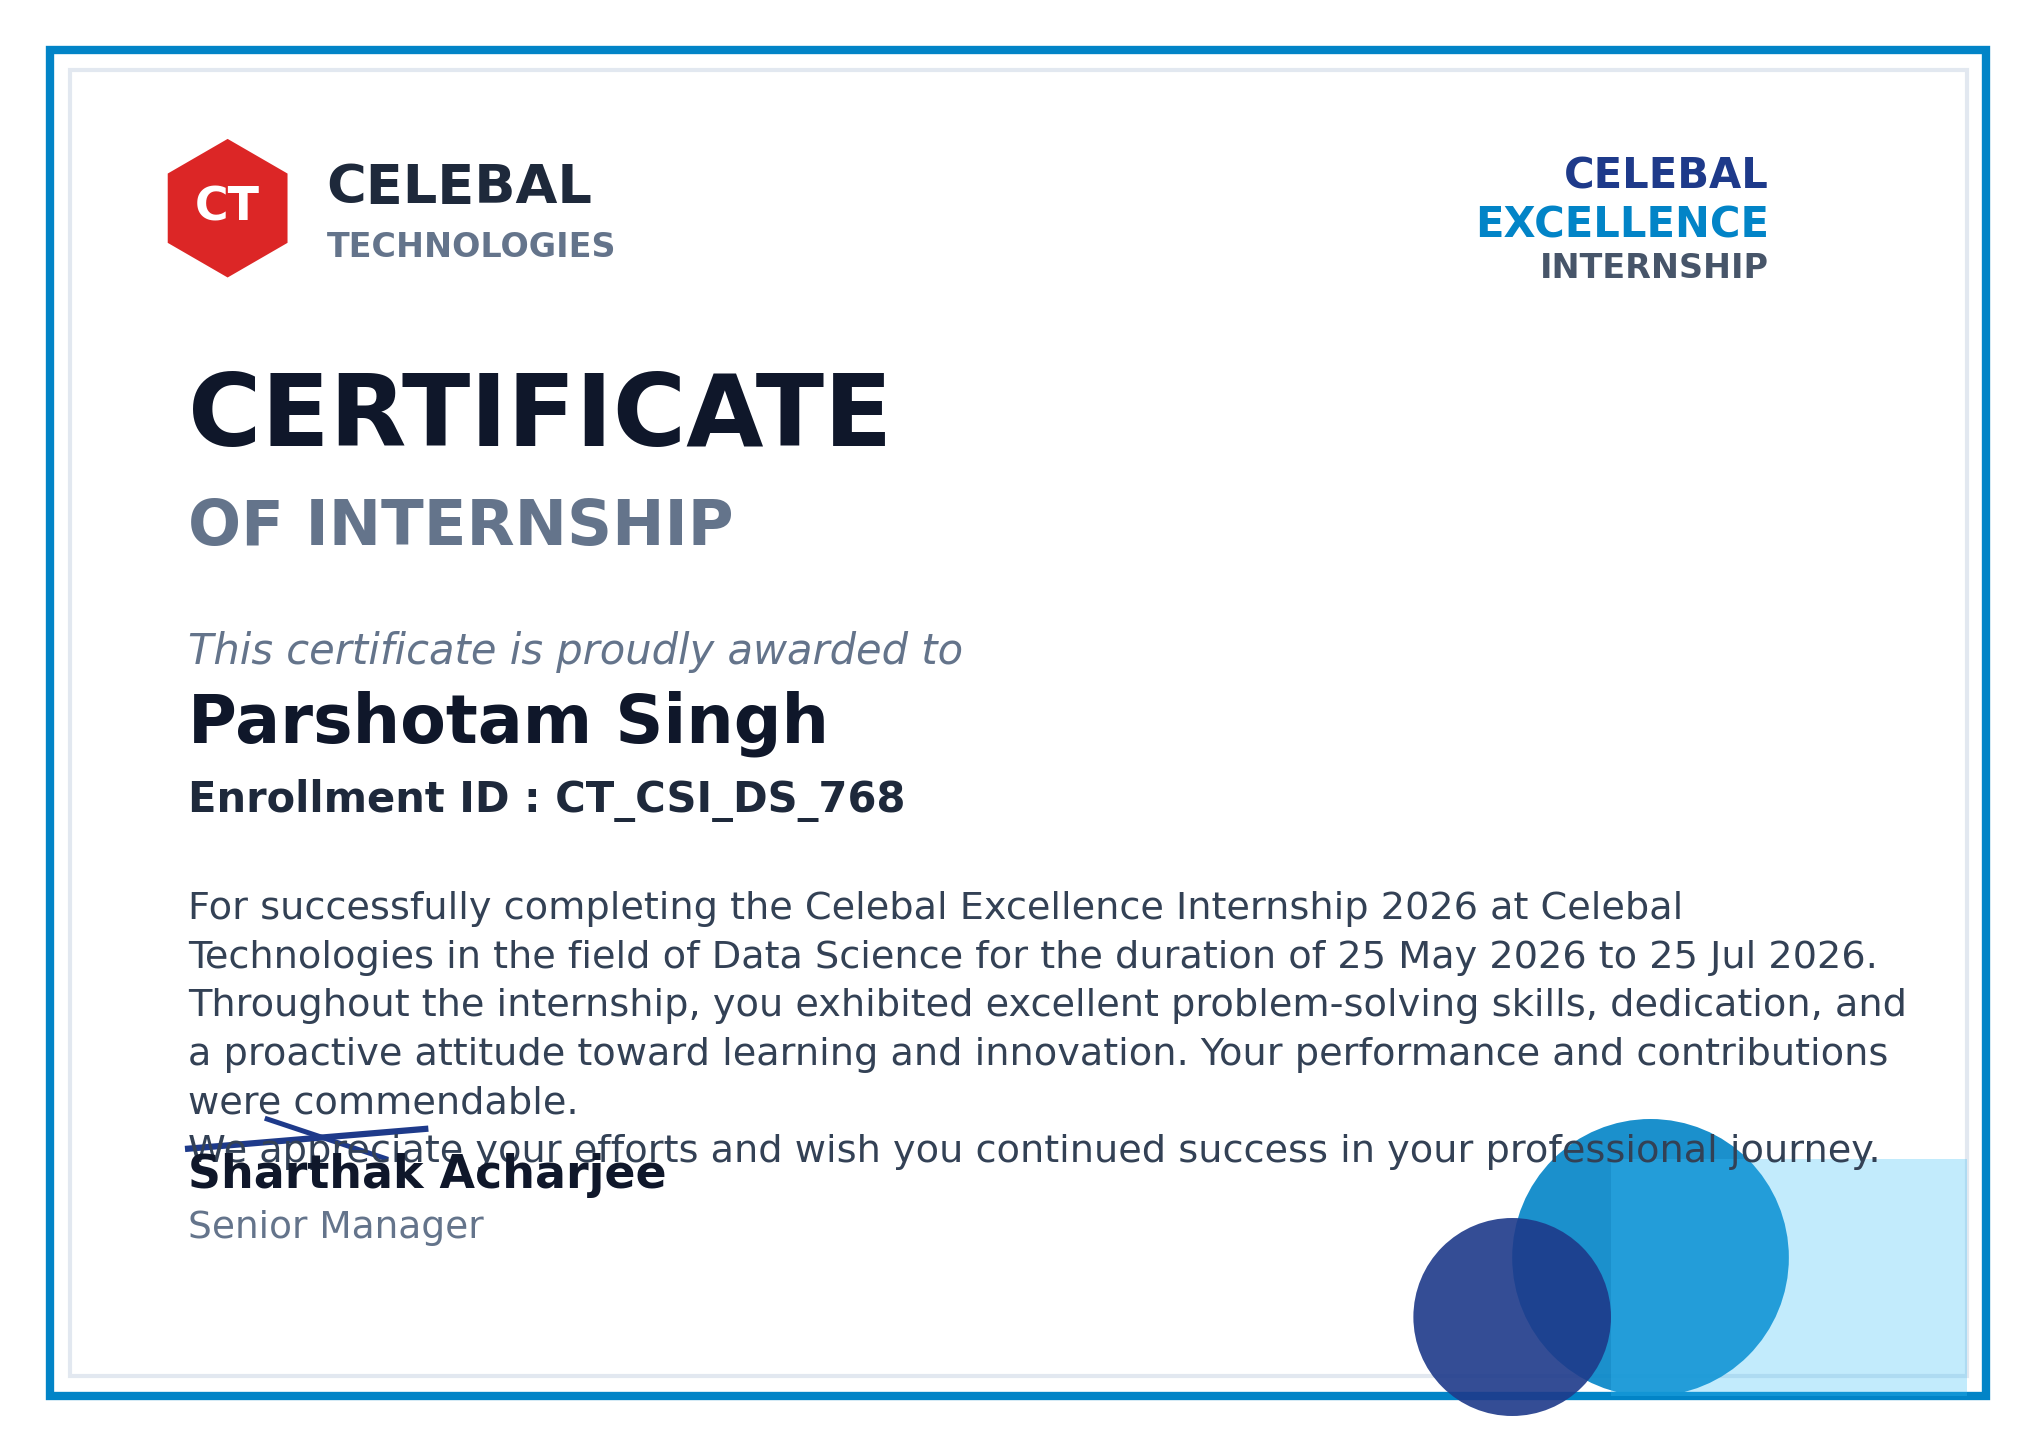 CT
CELEBAL
TECHNOLOGIES
CELEBAL
EXCELLENCE
INTERNSHIP
CERTIFICATE
OF INTERNSHIP
This certificate is proudly awarded to
Parshotam Singh
Enrollment ID : CT_CSI_DS_768
For successfully completing the Celebal Excellence Internship 2026 at Celebal
Technologies in the field of Data Science for the duration of 25 May 2026 to 25 Jul 2026.
Throughout the internship, you exhibited excellent problem-solving skills, dedication, and
a proactive attitude toward learning and innovation. Your performance and contributions
were commendable.
We appreciate your efforts and wish you continued success in your professional journey.
Sharthak Acharjee
Senior Manager